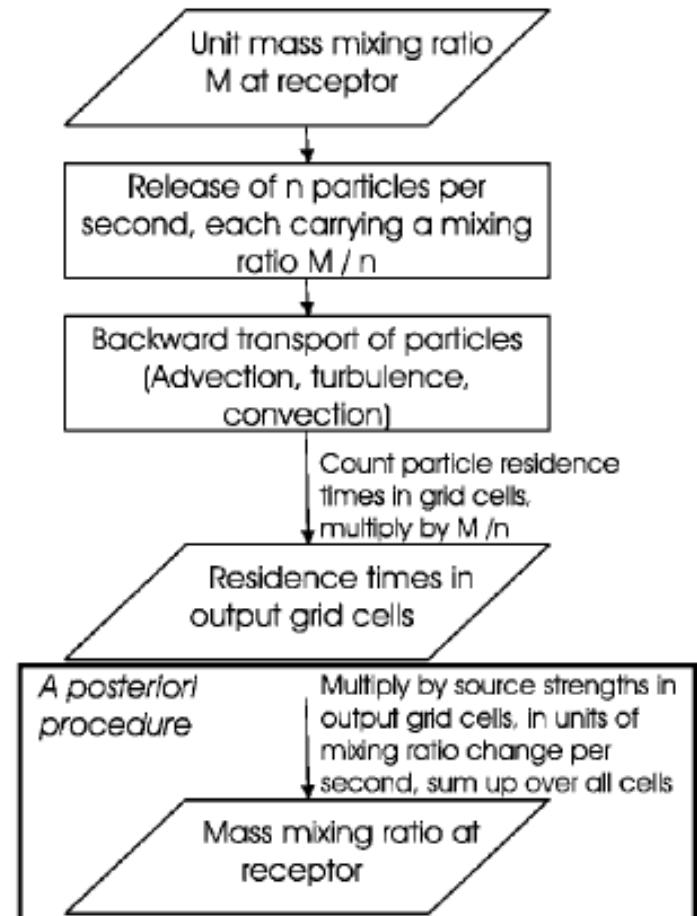 Unit mass mixing ratio
M at receptor
Release of n particles per
second, each carrying a mixing
ratio M / n
Backward transport of particles
(Advection, turbulence,
convection)
Count particle residence
times in grid cells,
multiply by M /n
Residence times in
output grid cells
A posteriori
procedure
Multiply by source strengths in
output grid cells, in units of
mixing ratio change per
second, sum up over all cells
Mass mixing ratio at
receptor